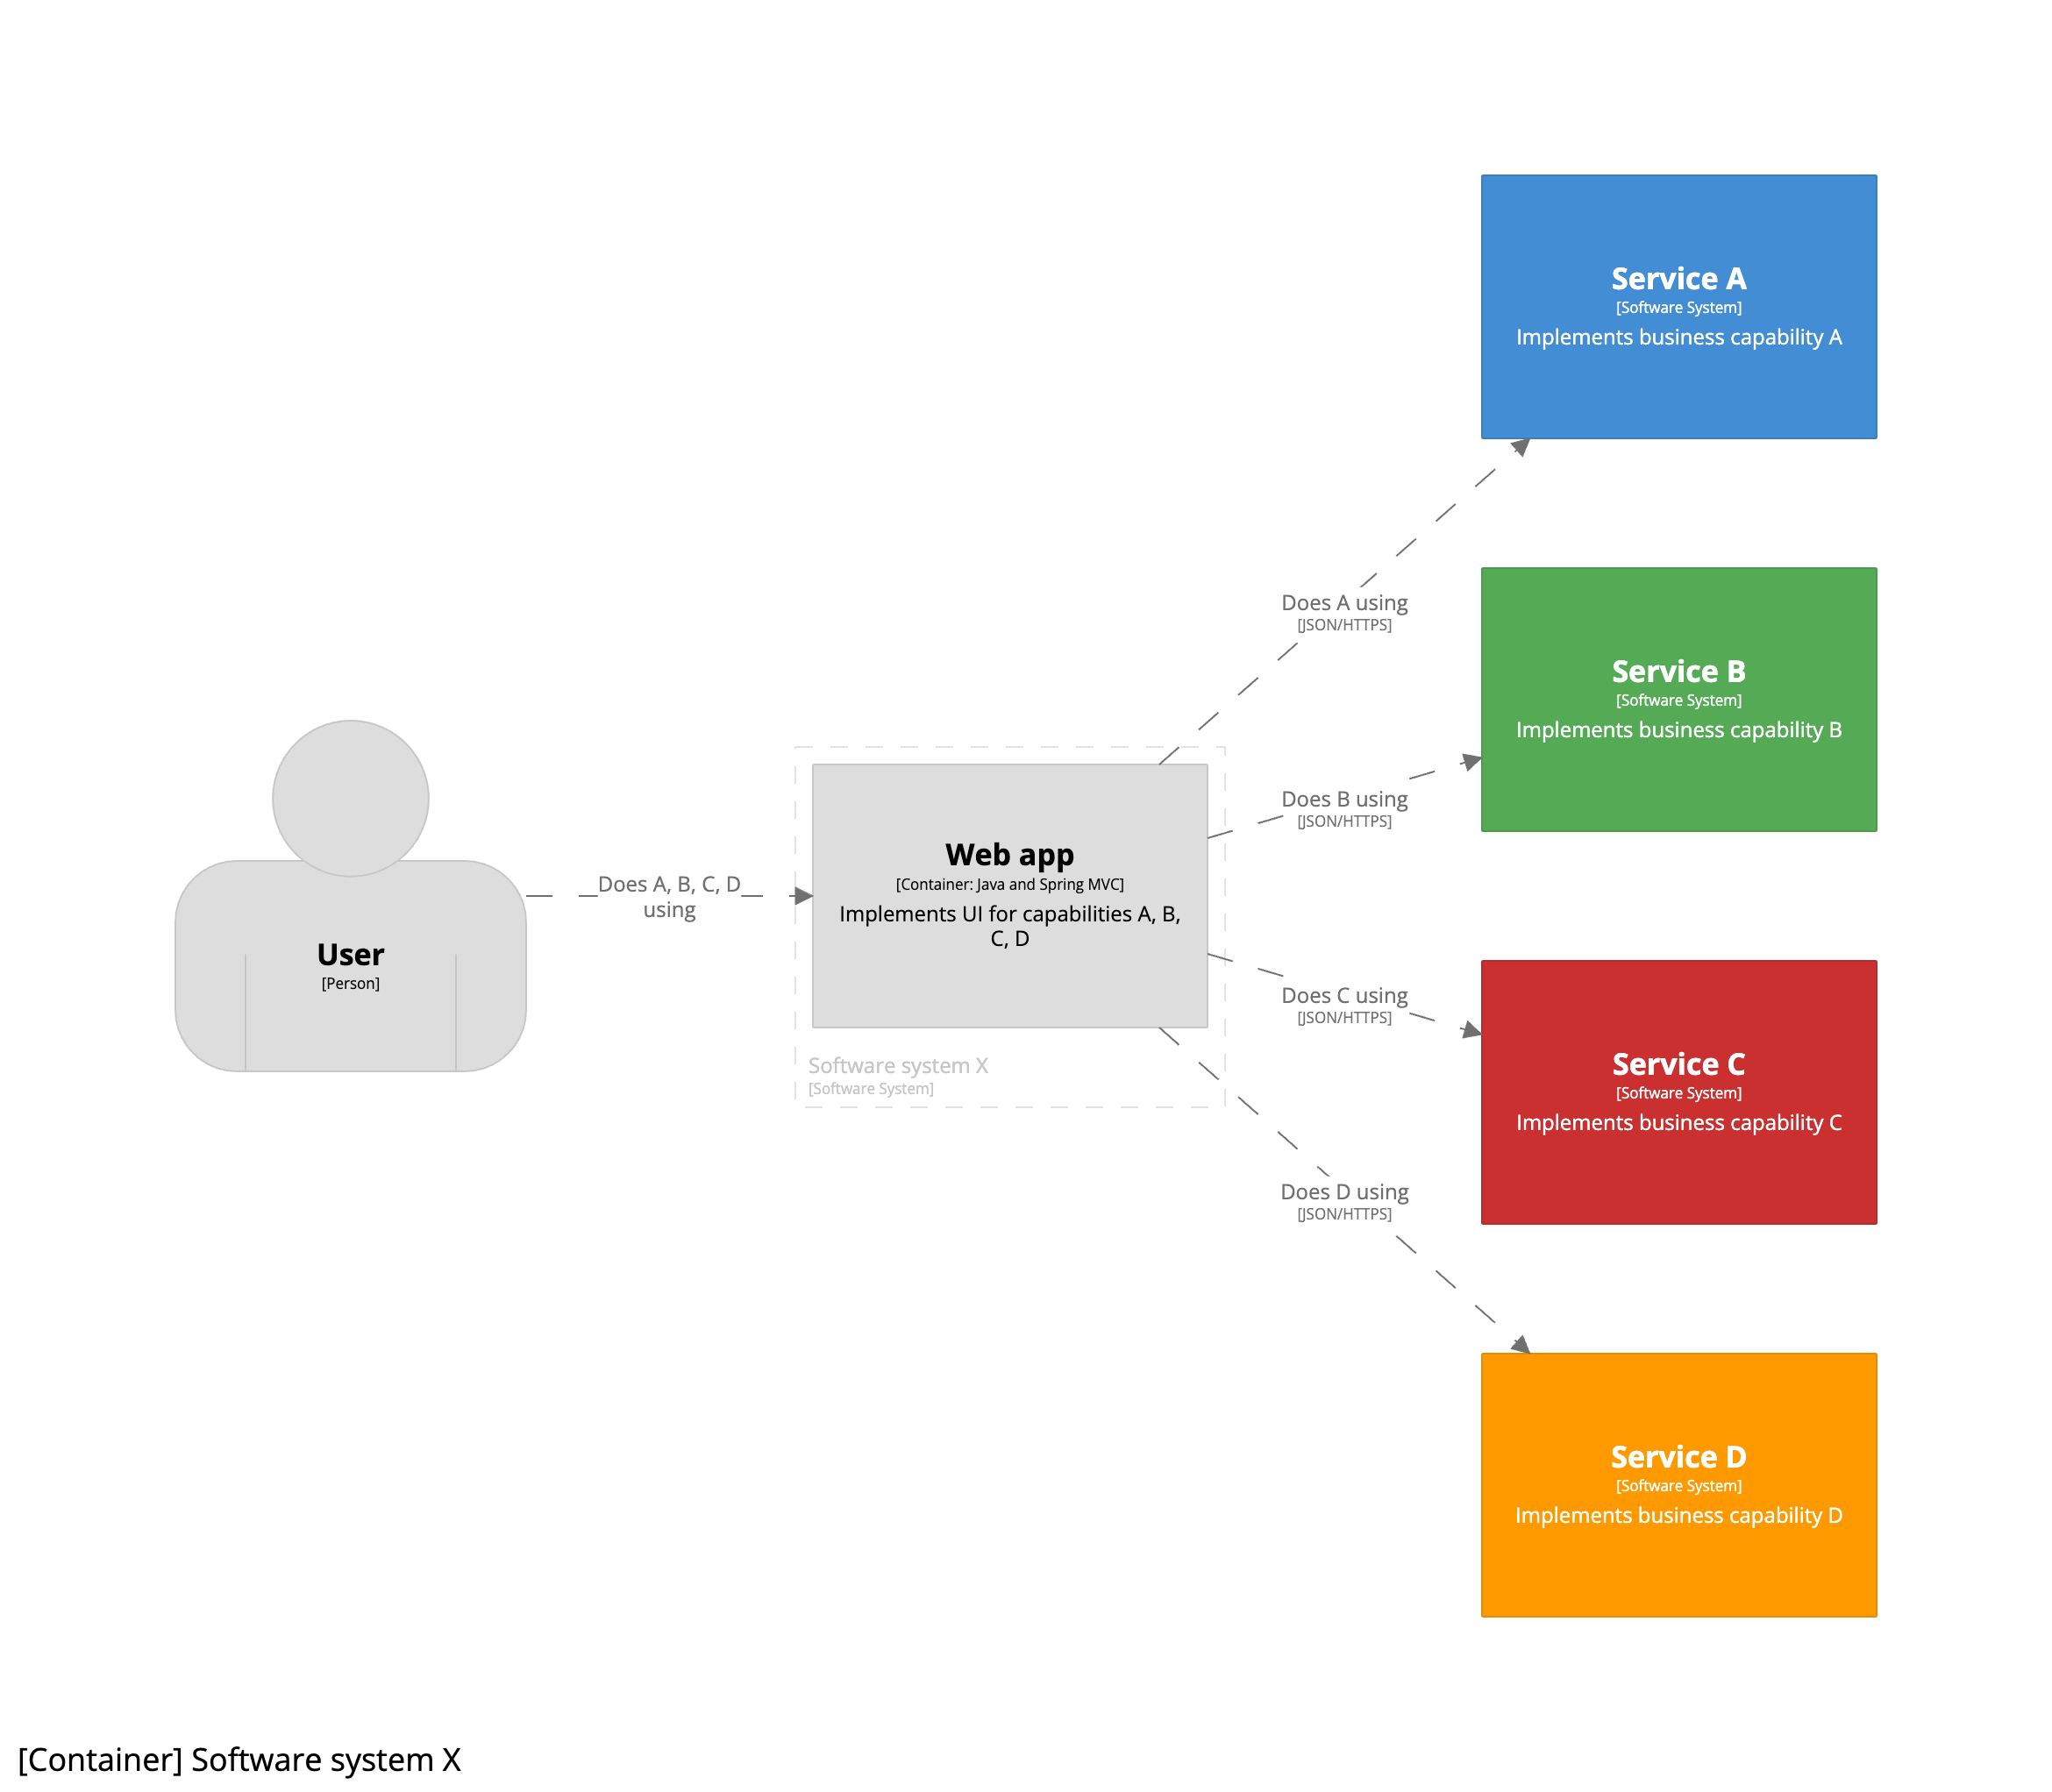 Service A
[Software System]
Implements business capability A
Does A using
[JSON/HTTPS]
Service B
[Software System]
Implements business capability B
Does B using
[JSON/HTTPS]
User
[Person]
Does A, B, C, D
using
Web app
[Container: Java and Spring MVC]
Implements UI for capabilities A, B,
C, D
Software system X
[Software System]
Does C using
[JSON/HTTPS]
Service C
[Software System]
Implements business capability C
Does D using
[JSON/HTTPS]
Service D
[Software System]
Implements business capability D
[Container] Software system X